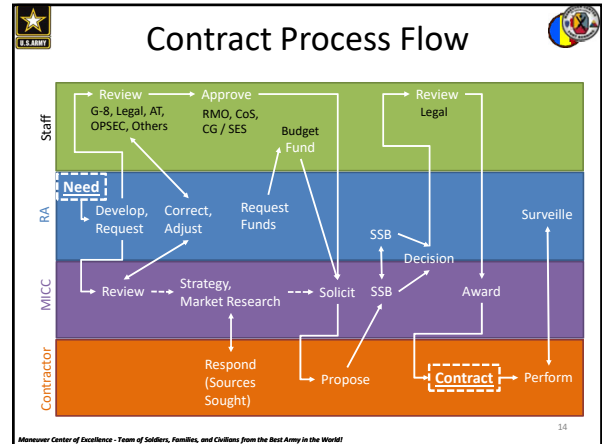 U.S.ARMY
Contract Process Flow
Staff
Review
G-8, Legal, AT,
OPSEC, Others
Approve
RMO, CoS,
CG / SES
Budget
Fund
Review
Legal
RA
Need
Develop,
Request
Correct,
Adjust
Request
Funds
SSB
Decision
Surveille
MICC
Review
Strategy,
Market Research
Solicit
SSB
Award
Contractor
Respond
(Sources
Sought)
Propose
Contract
Perform
14
Maneuver Center of Excellence - Team of Soldiers, Families, and Civilians from the Best Army in the World!